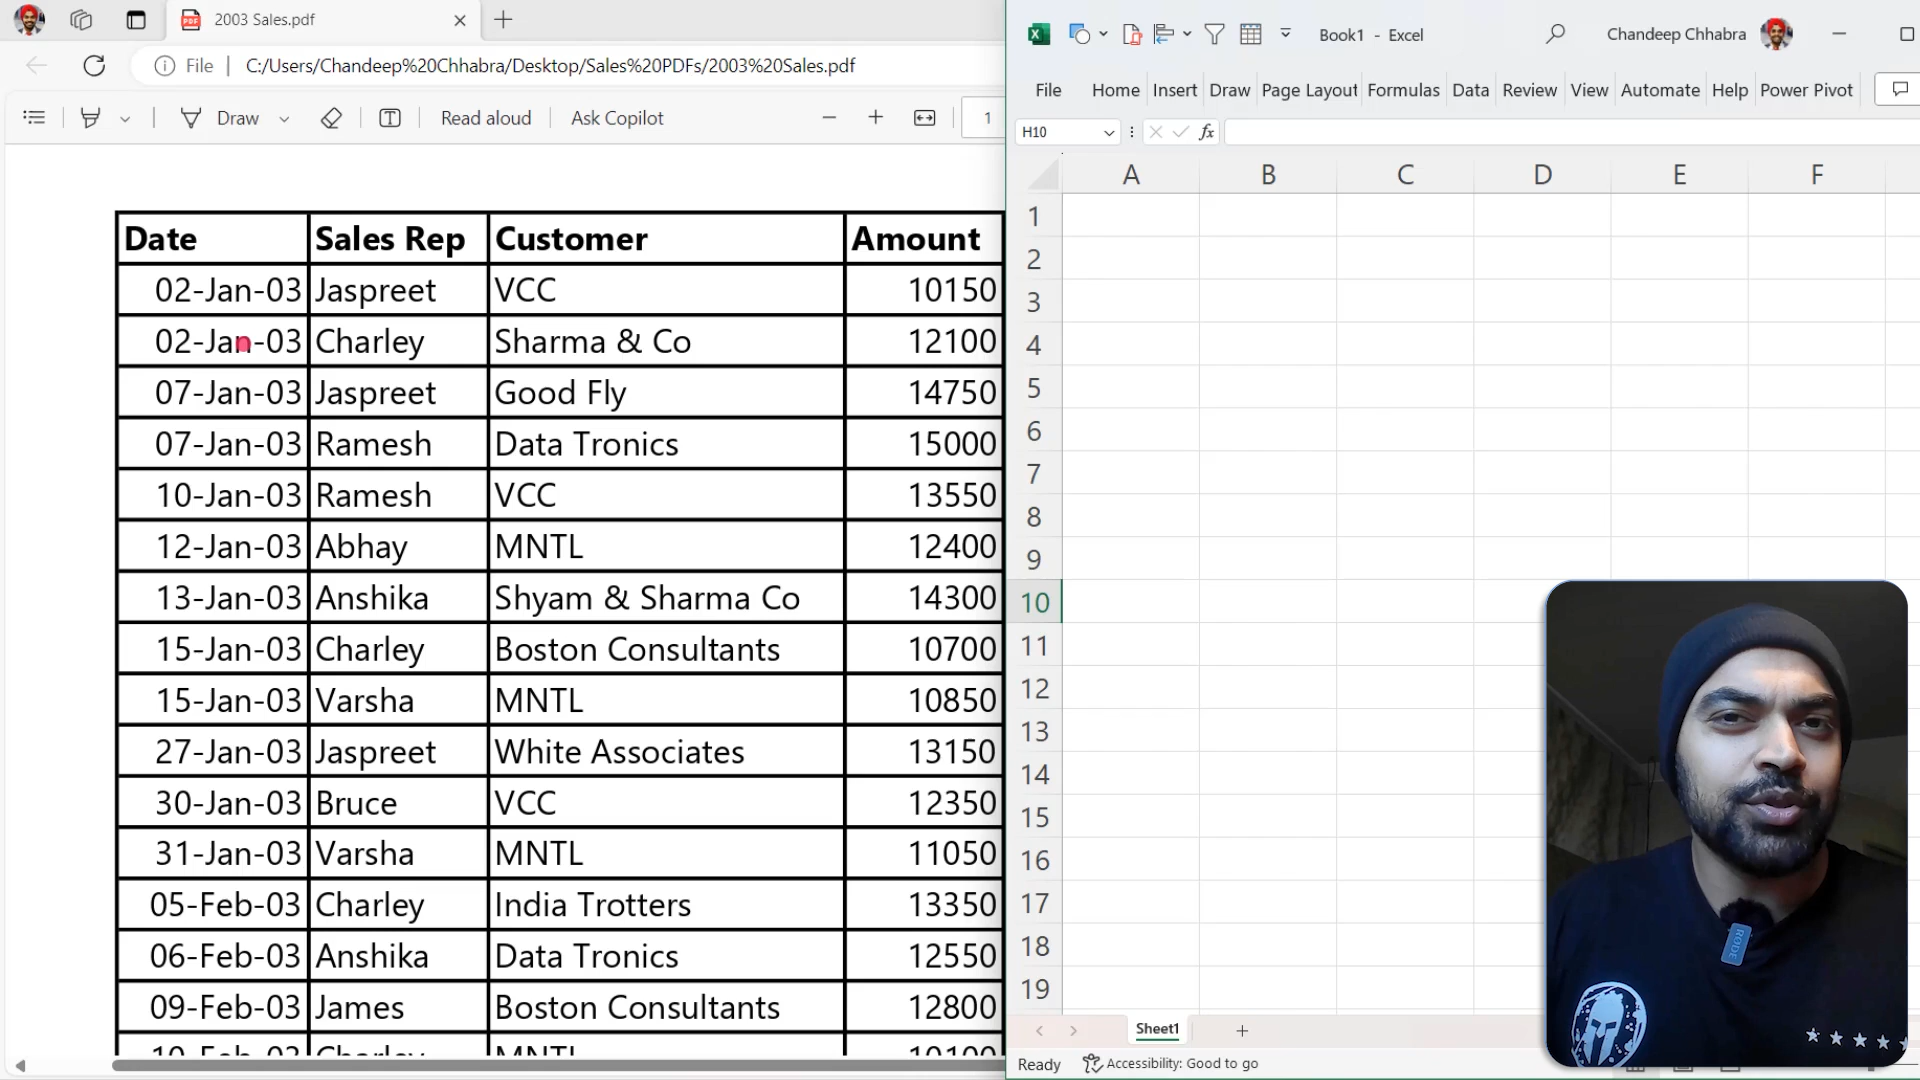 2003 Sales.pdf
File
C:/Users/Chandeep%20Chhabra/Desktop/Sales%20PDFs/2003%20Sales.pdf
Draw
Read aloud
Ask Copilot
1
Date Sales Rep Customer Amount
02-Jan-03 Jaspreet VCC 10150
02-Jan-03 Charley Sharma & Co 12100
07-Jan-03 Jaspreet Good Fly 14750
07-Jan-03 Ramesh Data Tronics 15000
10-Jan-03 Ramesh VCC 13550
12-Jan-03 Abhay MNTL 12400
13-Jan-03 Anshika Shyam & Sharma Co 14300
15-Jan-03 Charley Boston Consultants 10700
15-Jan-03 Varsha MNTL 10850
27-Jan-03 Jaspreet White Associates 13150
30-Jan-03 Bruce VCC 12350
31-Jan-03 Varsha MNTL 11050
05-Feb-03 Charley India Trotters 13350
06-Feb-03 Anshika Data Tronics 12550
09-Feb-03 James Boston Consultants 12800
10-Feb-03 Charley MNTL 10100
Book1 - Excel
Chandeep Chhabra
File Home Insert Draw Page Layout Formulas Data Review View Automate Help Power Pivot
H10
fx
A B C D E F
1
2
3
4
5
6
7
8
9
10
11
12
13
14
15
16
17
18
19
RODE
Sheet1
Ready
Accessibility: Good to go